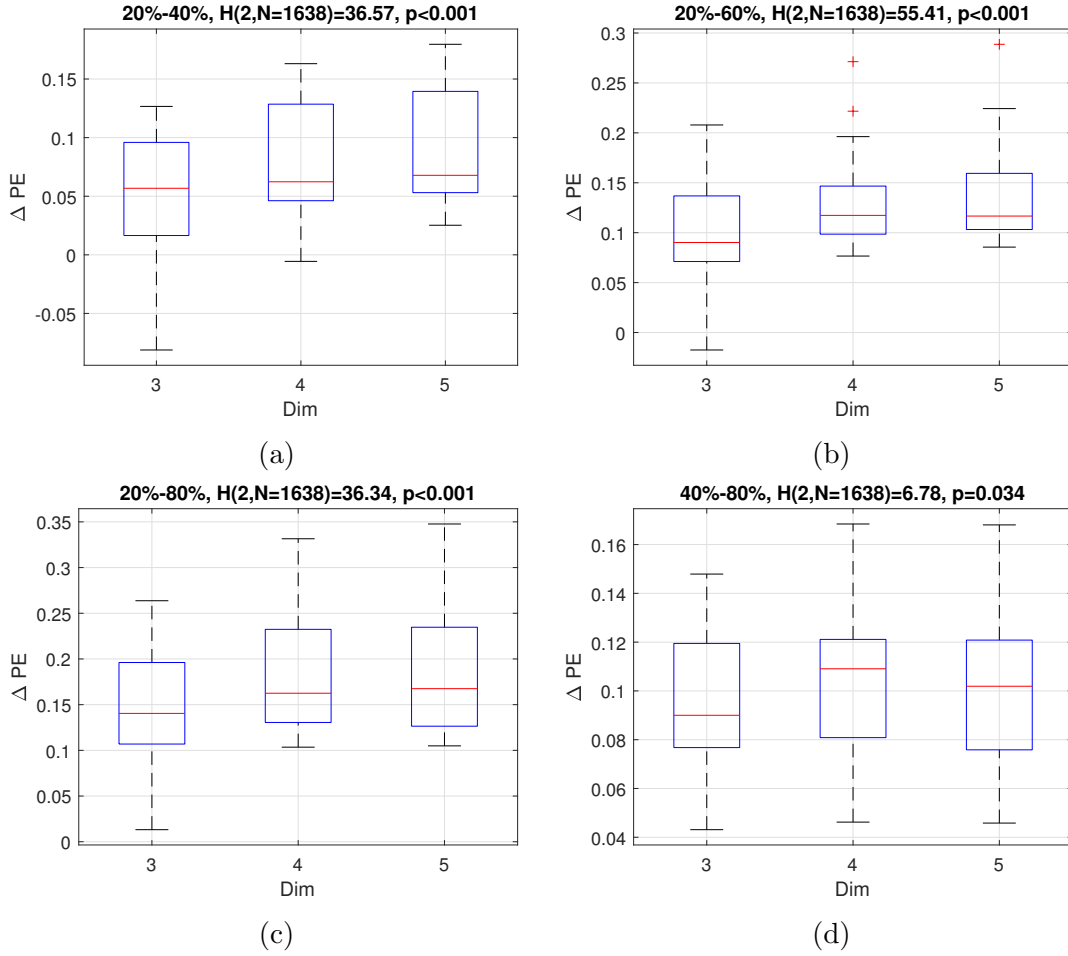 20%-40%, H(2,N=1638)=36.57, p<0.001
0.15
0.1
0.05
0
-0.05
Δ PE
3 4 5
Dim
(a)
20%-60%, H(2,N=1638)=55.41, p<0.001
0.3
0.25
0.2
0.15
0.1
0.05
0
Δ PE
3 4 5
Dim
(b)
20%-80%, H(2,N=1638)=36.34, p<0.001
0.35
0.3
0.25
0.2
0.15
0.1
0.05
0
Δ PE
3 4 5
Dim
(c)
40%-80%, H(2,N=1638)=6.78, p=0.034
0.16
0.14
0.12
0.1
0.08
0.06
0.04
Δ PE
3 4 5
Dim
(d)